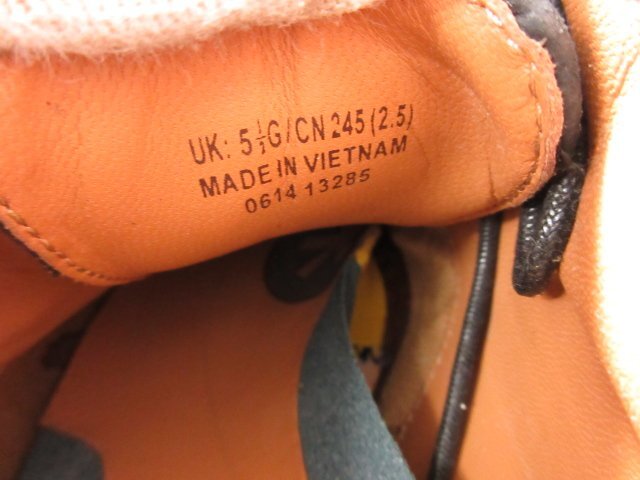 UK: 5½G/CN 245 (2.5)
MADE IN VIETNAM
0614 13285